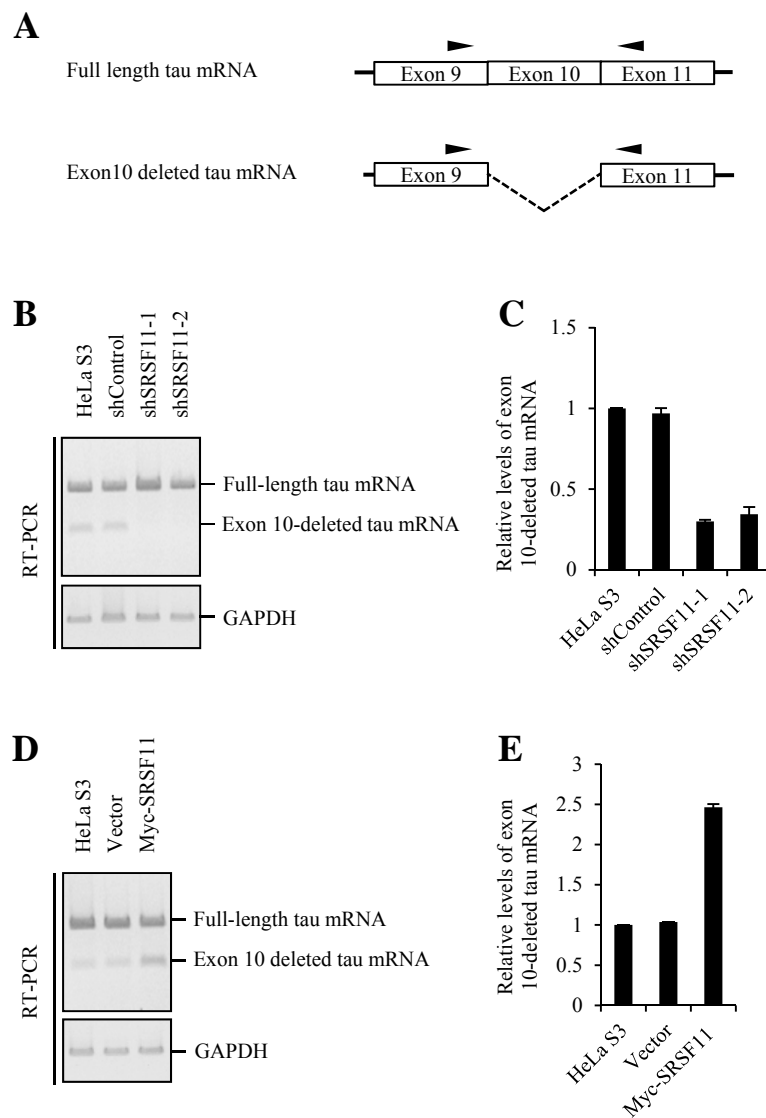 A
Full length tau mRNA
Exon 9 Exon 10 Exon 11
Exon10 deleted tau mRNA
Exon 9 Exon 11
B
HeLa S3
shControl
shSRSF11-1
shSRSF11-2
RT-PCR
Full-length tau mRNA
Exon 10-deleted tau mRNA
GAPDH
C
Relative levels of exon
10-deleted tau mRNA
1.5
1
0.5
0
HeLa S3
shControl
shSRSF11-1
shSRSF11-2
D
HeLa S3
Vector
Myc-SRSF11
RT-PCR
Full-length tau mRNA
Exon 10 deleted tau mRNA
GAPDH
E
Relative levels of exon
10-deleted tau mRNA
3
2.5
2
1.5
1
0.5
0
HeLa S3
Vector
Myc-SRSF11